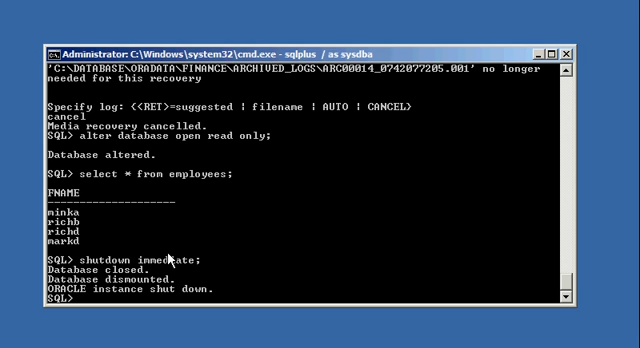 Administrator: C:\Windows\system32\cmd.exe - sqlplus / as sysdba
'C:\DATABASE\ORADATA\FINANCE\ARCHIVED_LOGS\ARC00014_0742077205.001' no longer
needed for this recovery
Specify log: {<RET>=suggested | filename | AUTO | CANCEL}
cancel
Media recovery cancelled.
SQL> alter database open read only;
Database altered.
SQL> select * from employees;
FNAME
--------------------
minka
richb
richd
markd
SQL> shutdown immediate;
Database closed.
Database dismounted.
ORACLE instance shut down.
SQL>